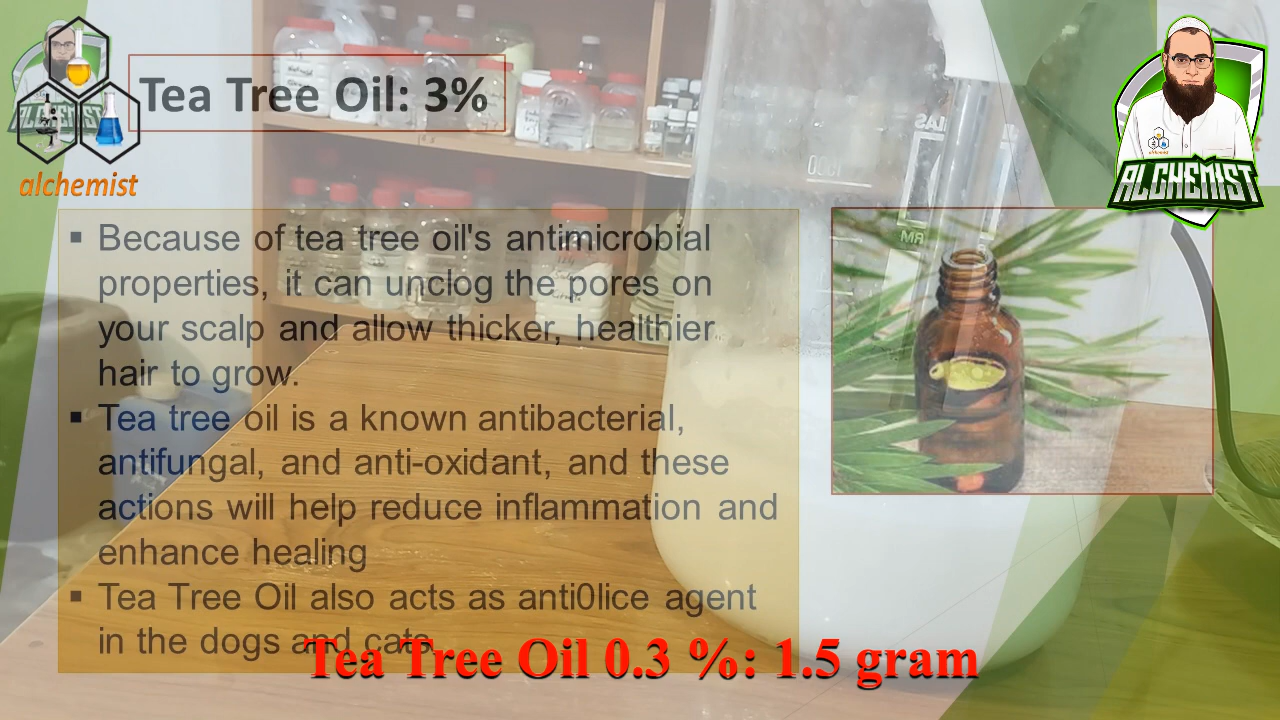 Tea Tree Oil: 3%
ALCHEMIST
alchemist
ALCHEMIST
▪ Because of tea tree oil's antimicrobial
properties, it can unclog the pores on
your scalp and allow thicker, healthier
hair to grow.
▪ Tea tree oil is a known antibacterial,
antifungal, and anti-oxidant, and these
actions will help reduce inflammation and
enhance healing
▪ Tea Tree Oil also acts as anti0lice agent
in the dogs and cats.
Tea Tree Oil 0.3 %: 1.5 gram
1000